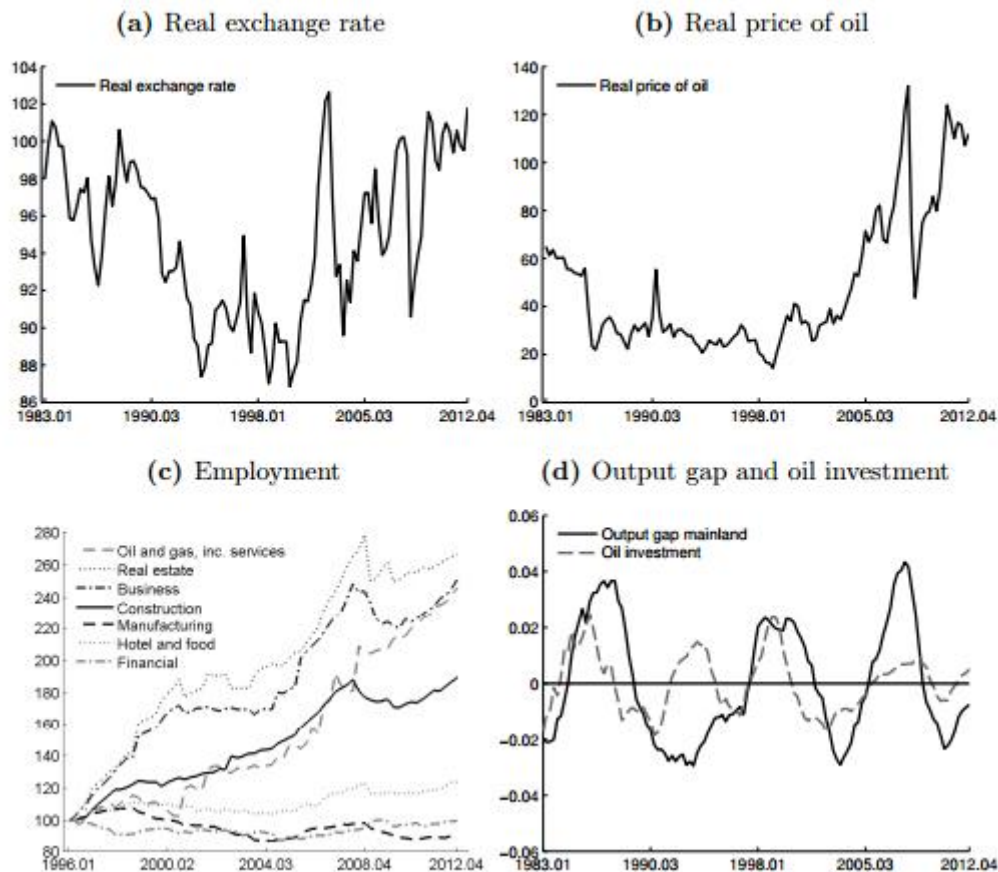 (a) Real exchange rate
104
102
100
98
96
94
92
90
88
86
1983.01 1990.03 1998.01 2005.03 2012.04
Real exchange rate
(b) Real price of oil
140
120
100
80
60
40
20
0
1983.01 1990.03 1998.01 2005.03 2012.04
Real price of oil
(c) Employment
280
260
240
220
200
180
160
140
120
100
80
1996.01 2000.02 2004.03 2008.04 2012.04
Oil and gas, inc. services
Real estate
Business
Construction
Manufacturing
Hotel and food
Financial
(d) Output gap and oil investment
0.06
0.04
0.02
0
−0.02
−0.04
−0.06
1983.01 1990.03 1998.01 2005.03 2012.04
Output gap mainland
Oil investment